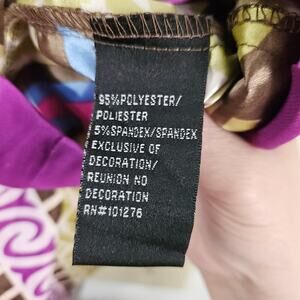 95%POLYESTER/
POLIESTER
5%SPANDEX/SPANDEX
EXCLUSIVE OF
DECORATION/
REUNION NO
DECORATION
RN#101276